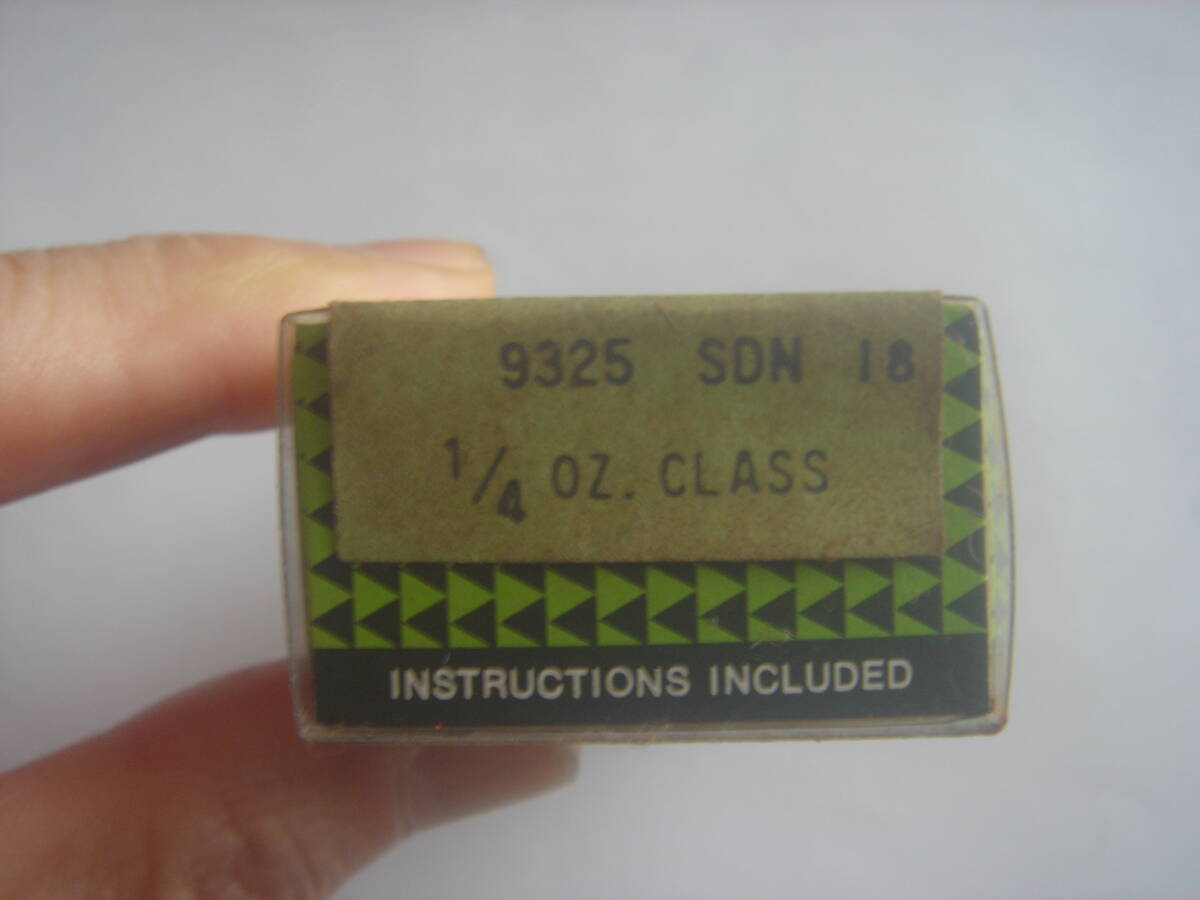 9325 SDN 18
1/4 OZ. CLASS
INSTRUCTIONS INCLUDED